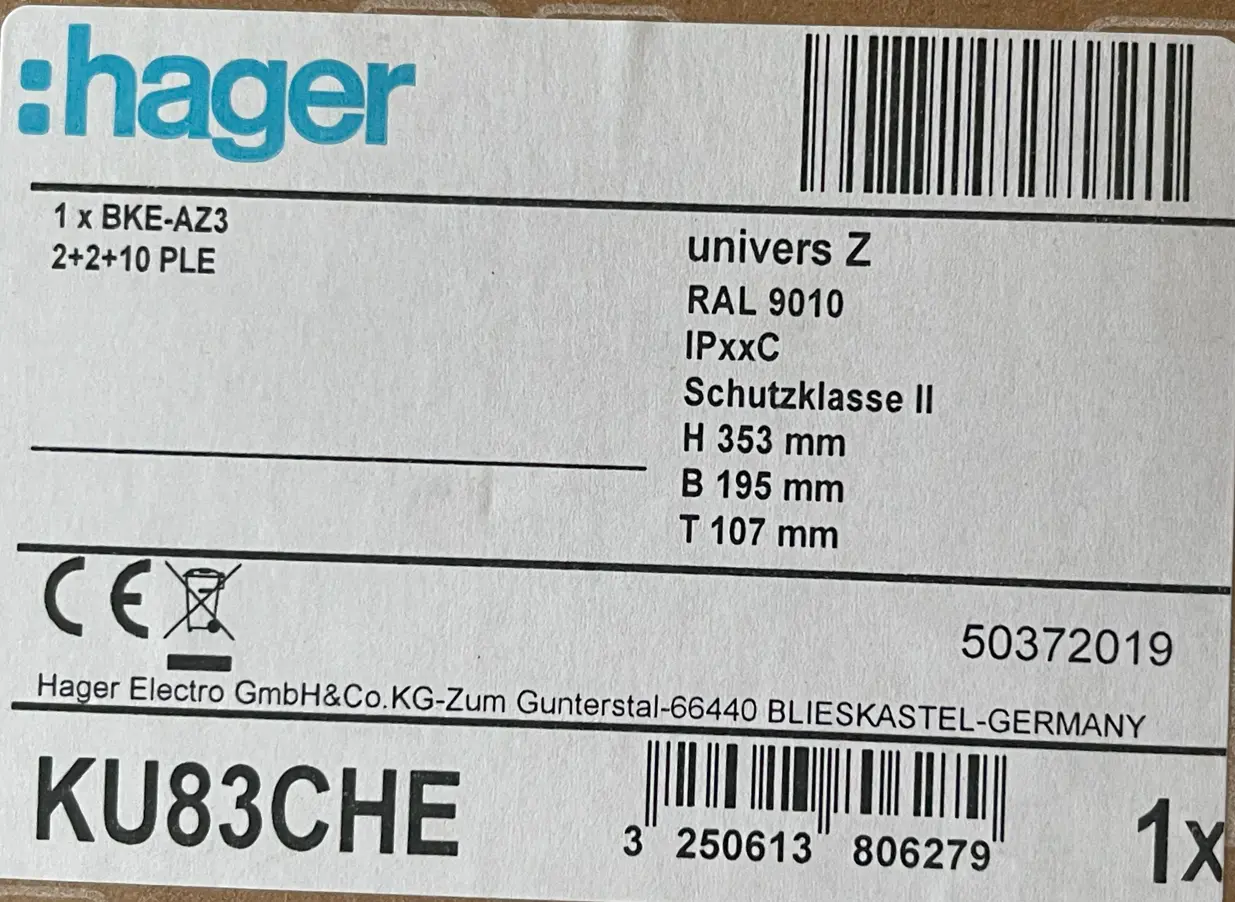 :hager
1 x BKE-AZ3
2+2+10 PLE
univers Z
RAL 9010
IPxxC
Schutzklasse II
H 353 mm
B 195 mm
T 107 mm
CE
50372019
Hager Electro GmbH&Co.KG-Zum Gunterstal-66440 BLIESKASTEL-GERMANY
KU83CHE
3 250613 806279
1x